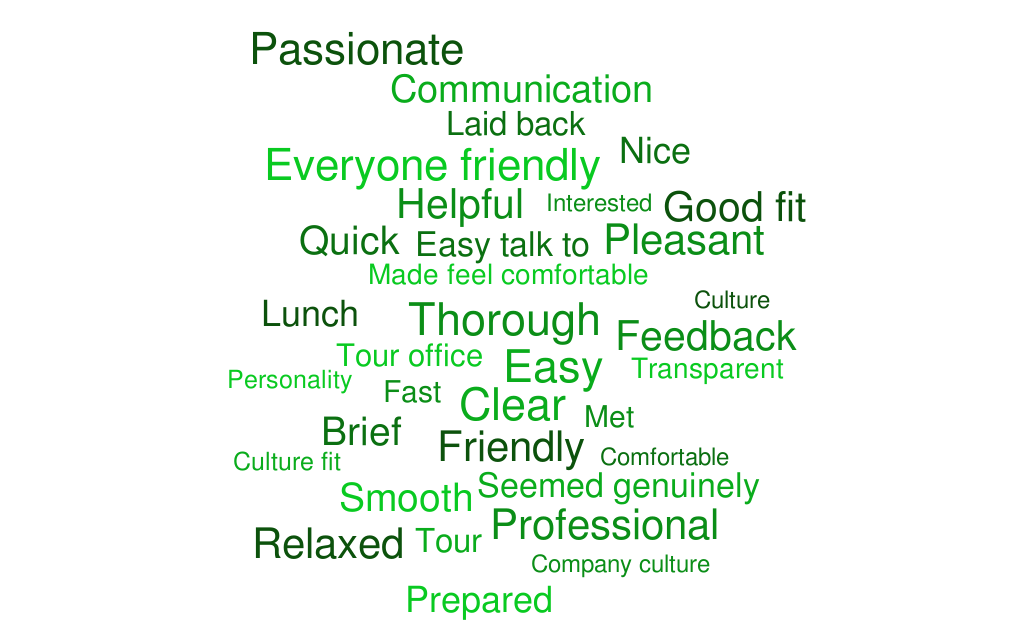 Passionate
Communication
Laid back
Nice
Everyone friendly
Helpful
Interested
Good fit
Quick
Easy talk to
Pleasant
Made feel comfortable
Culture
Lunch
Thorough
Feedback
Tour office
Easy
Transparent
Personality
Fast
Clear
Met
Brief
Friendly
Comfortable
Culture fit
Smooth
Seemed genuinely
Professional
Relaxed
Tour
Company culture
Prepared